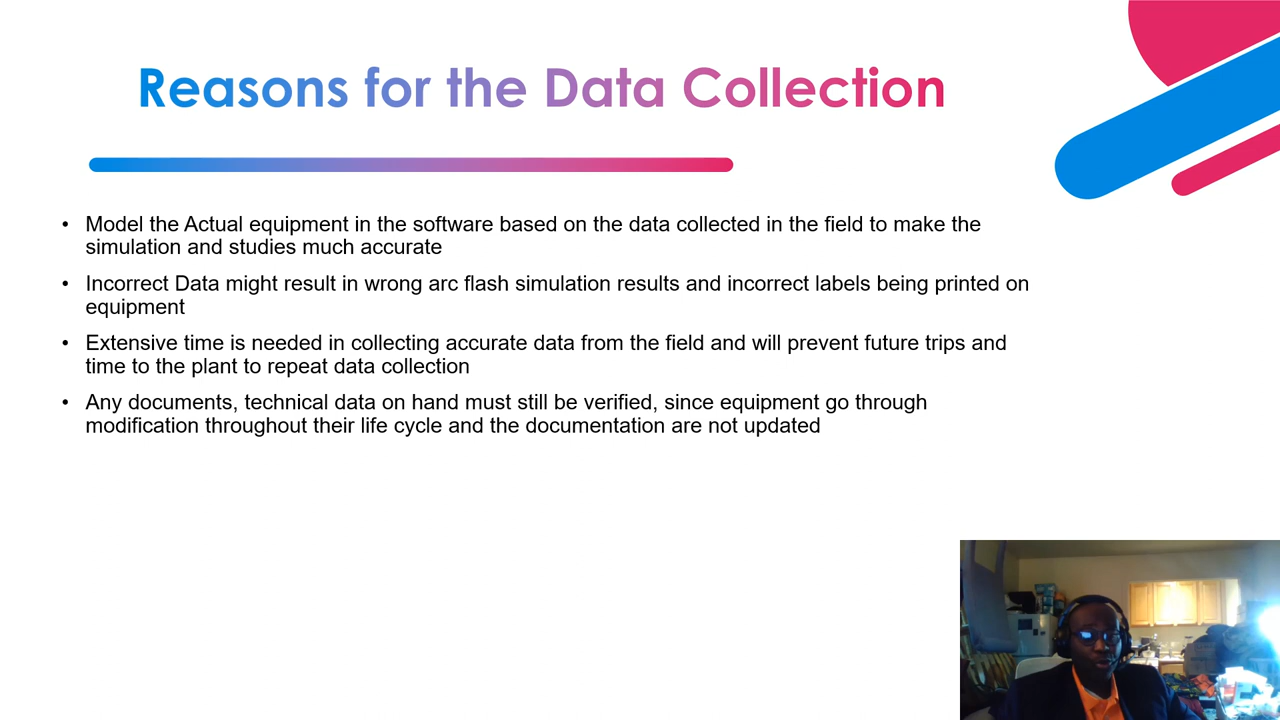 Reasons for the Data Collection
• Model the Actual equipment in the software based on the data collected in the field to make the
simulation and studies much accurate
• Incorrect Data might result in wrong arc flash simulation results and incorrect labels being printed on
equipment
• Extensive time is needed in collecting accurate data from the field and will prevent future trips and
time to the plant to repeat data collection
• Any documents, technical data on hand must still be verified, since equipment go through
modification throughout their life cycle and the documentation are not updated